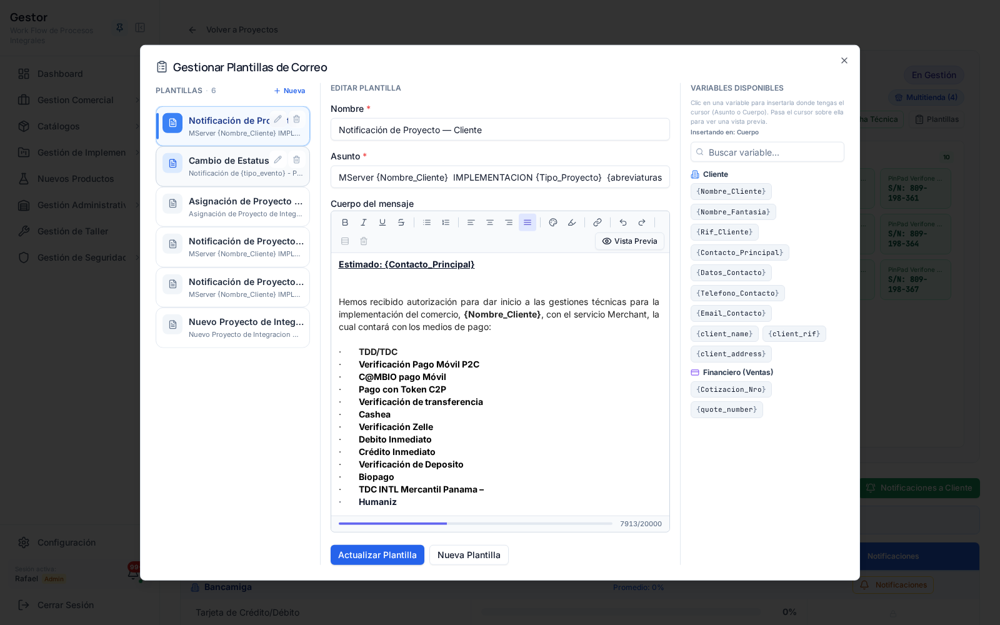 Gestor
Work Flow de Procesos
Integrales
Volver a Proyectos
Dashboard
Gestion Comercial
Catálogos
Gestión de Implemen
Nuevos Productos
Gestión Administrativ
Gestión de Taller
Gestión de Seguridad
Configuración
Sesión activa:
Rafael Admin
99
Cerrar Sesión
Gestionar Plantillas de Correo
PLANTILLAS · 6
Nueva
Notificación de Pro
MServer {Nombre_Cliente} IMPL...
Cambio de Estatus
Notificación de {tipo_evento} - P...
Asignación de Proyecto ...
Asignación de Proyecto de Integ...
Notificación de Proyecto...
MServer {Nombre_Cliente} IMPL...
Notificación de Proyecto...
MServer {Nombre_Cliente} IMPL...
Nuevo Proyecto de Integ...
Nuevo Proyecto de Integracion ...
EDITAR PLANTILLA
Nombre *
Notificación de Proyecto — Cliente
Asunto *
MServer {Nombre_Cliente}  IMPLEMENTACION {Tipo_Proyecto}  {abreviaturas
Cuerpo del mensaje
Vista Previa
Estimado: {Contacto_Principal}
Hemos recibido autorización para dar inicio a las gestiones técnicas para la
implementación del comercio, {Nombre_Cliente}, con el servicio Merchant, la
cual contará con los medios de pago:
· TDD/TDC
· Verificación Pago Móvil P2C
· C@MBIO pago Móvil
· Pago con Token C2P
· Verificación de transferencia
· Cashea
· Verificación Zelle
· Debito Inmediato
· Crédito Inmediato
· Verificación de Deposito
· Biopago
· TDC INTL Mercantil Panama –
· Humaniz
7913/20000
Actualizar Plantilla
Nueva Plantilla
VARIABLES DISPONIBLES
Clic en una variable para insertarla donde tengas el
cursor (Asunto o Cuerpo). Pasa el cursor sobre ella
para ver una vista previa.
Insertando en: Cuerpo
Buscar variable...
Cliente
{Nombre_Cliente}
{Nombre_Fantasia}
{Rif_Cliente}
{Contacto_Principal}
{Datos_Contacto}
{Telefono_Contacto}
{Email_Contacto}
{client_name} {client_rif}
{client_address}
Financiero (Ventas)
{Cotizacion_Nro}
{quote_number}
En Gestión
Multitienda (4)
ha Técnica
Plantillas
10
PinPad Verifone ...
S/N: 809-
198-361
PinPad Verifone ...
S/N: 809-
198-364
PinPad Verifone ...
S/N: 809-
198-367
Notificaciones a Cliente
Notificaciones
Bancamiga
Promedio: 0%
Notificaciones
Tarjeta de Crédito/Débito
0%